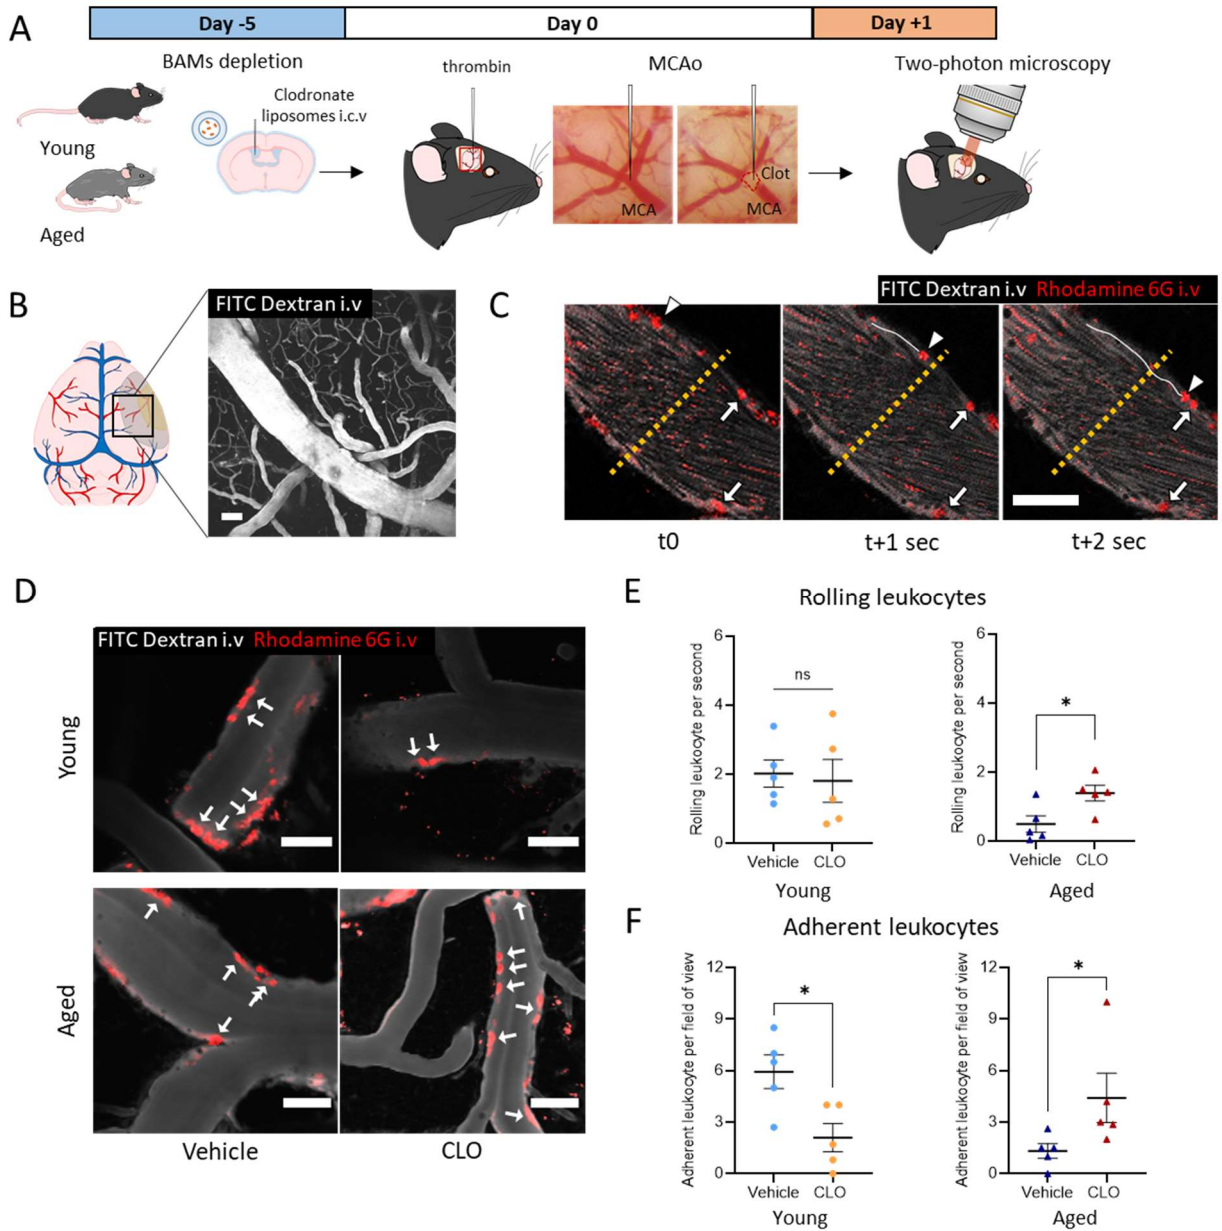 A
Day -5
Day 0
Day +1
BAMs depletion
Clodronate
liposomes i.c.v
thrombin
MCAo
Two-photon microscopy
Young
Aged
MCA
Clot
MCA
B
FITC Dextran i.v
C
FITC Dextran i.v Rhodamine 6G i.v
t0
t+1 sec
t+2 sec
D
FITC Dextran i.v Rhodamine 6G i.v
Young
Aged
Vehicle
CLO
E
Rolling leukocytes
Rolling leukocyte per second
6
4
2
0
ns
Vehicle
CLO
Young
Rolling leukocyte per second
6
4
2
0
*
Vehicle
CLO
Aged
F
Adherent leukocytes
Adherent leukocyte per field of view
12
9
6
3
0
*
Vehicle
CLO
Young
Adherent leukocyte per field of view
12
9
6
3
0
*
Vehicle
CLO
Aged